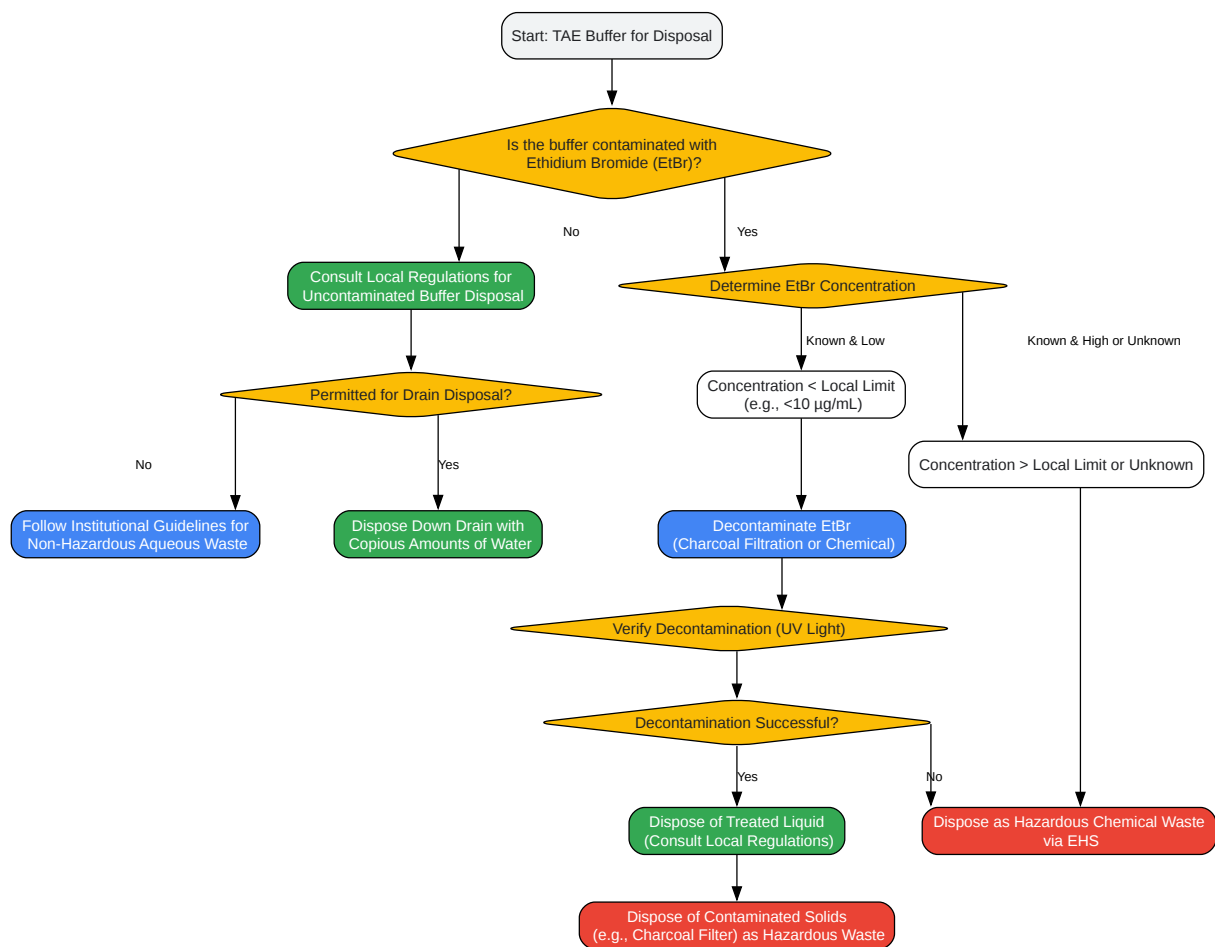 Start: TAE Buffer for Disposal
Is the buffer contaminated with
Ethidium Bromide (EtBr)?
No
Yes
Consult Local Regulations for
Uncontaminated Buffer Disposal
Determine EtBr Concentration
Known & Low
Known & High or Unknown
Permitted for Drain Disposal?
Concentration < Local Limit
(e.g., <10 µg/mL)
No
Yes
Concentration > Local Limit or Unknown
Follow Institutional Guidelines for
Non-Hazardous Aqueous Waste
Dispose Down Drain with
Copious Amounts of Water
Decontaminate EtBr
(Charcoal Filtration or Chemical)
Verify Decontamination (UV Light)
Decontamination Successful?
Yes
No
Dispose of Treated Liquid
(Consult Local Regulations)
Dispose as Hazardous Chemical Waste
via EHS
Dispose of Contaminated Solids
(e.g., Charcoal Filter) as Hazardous Waste